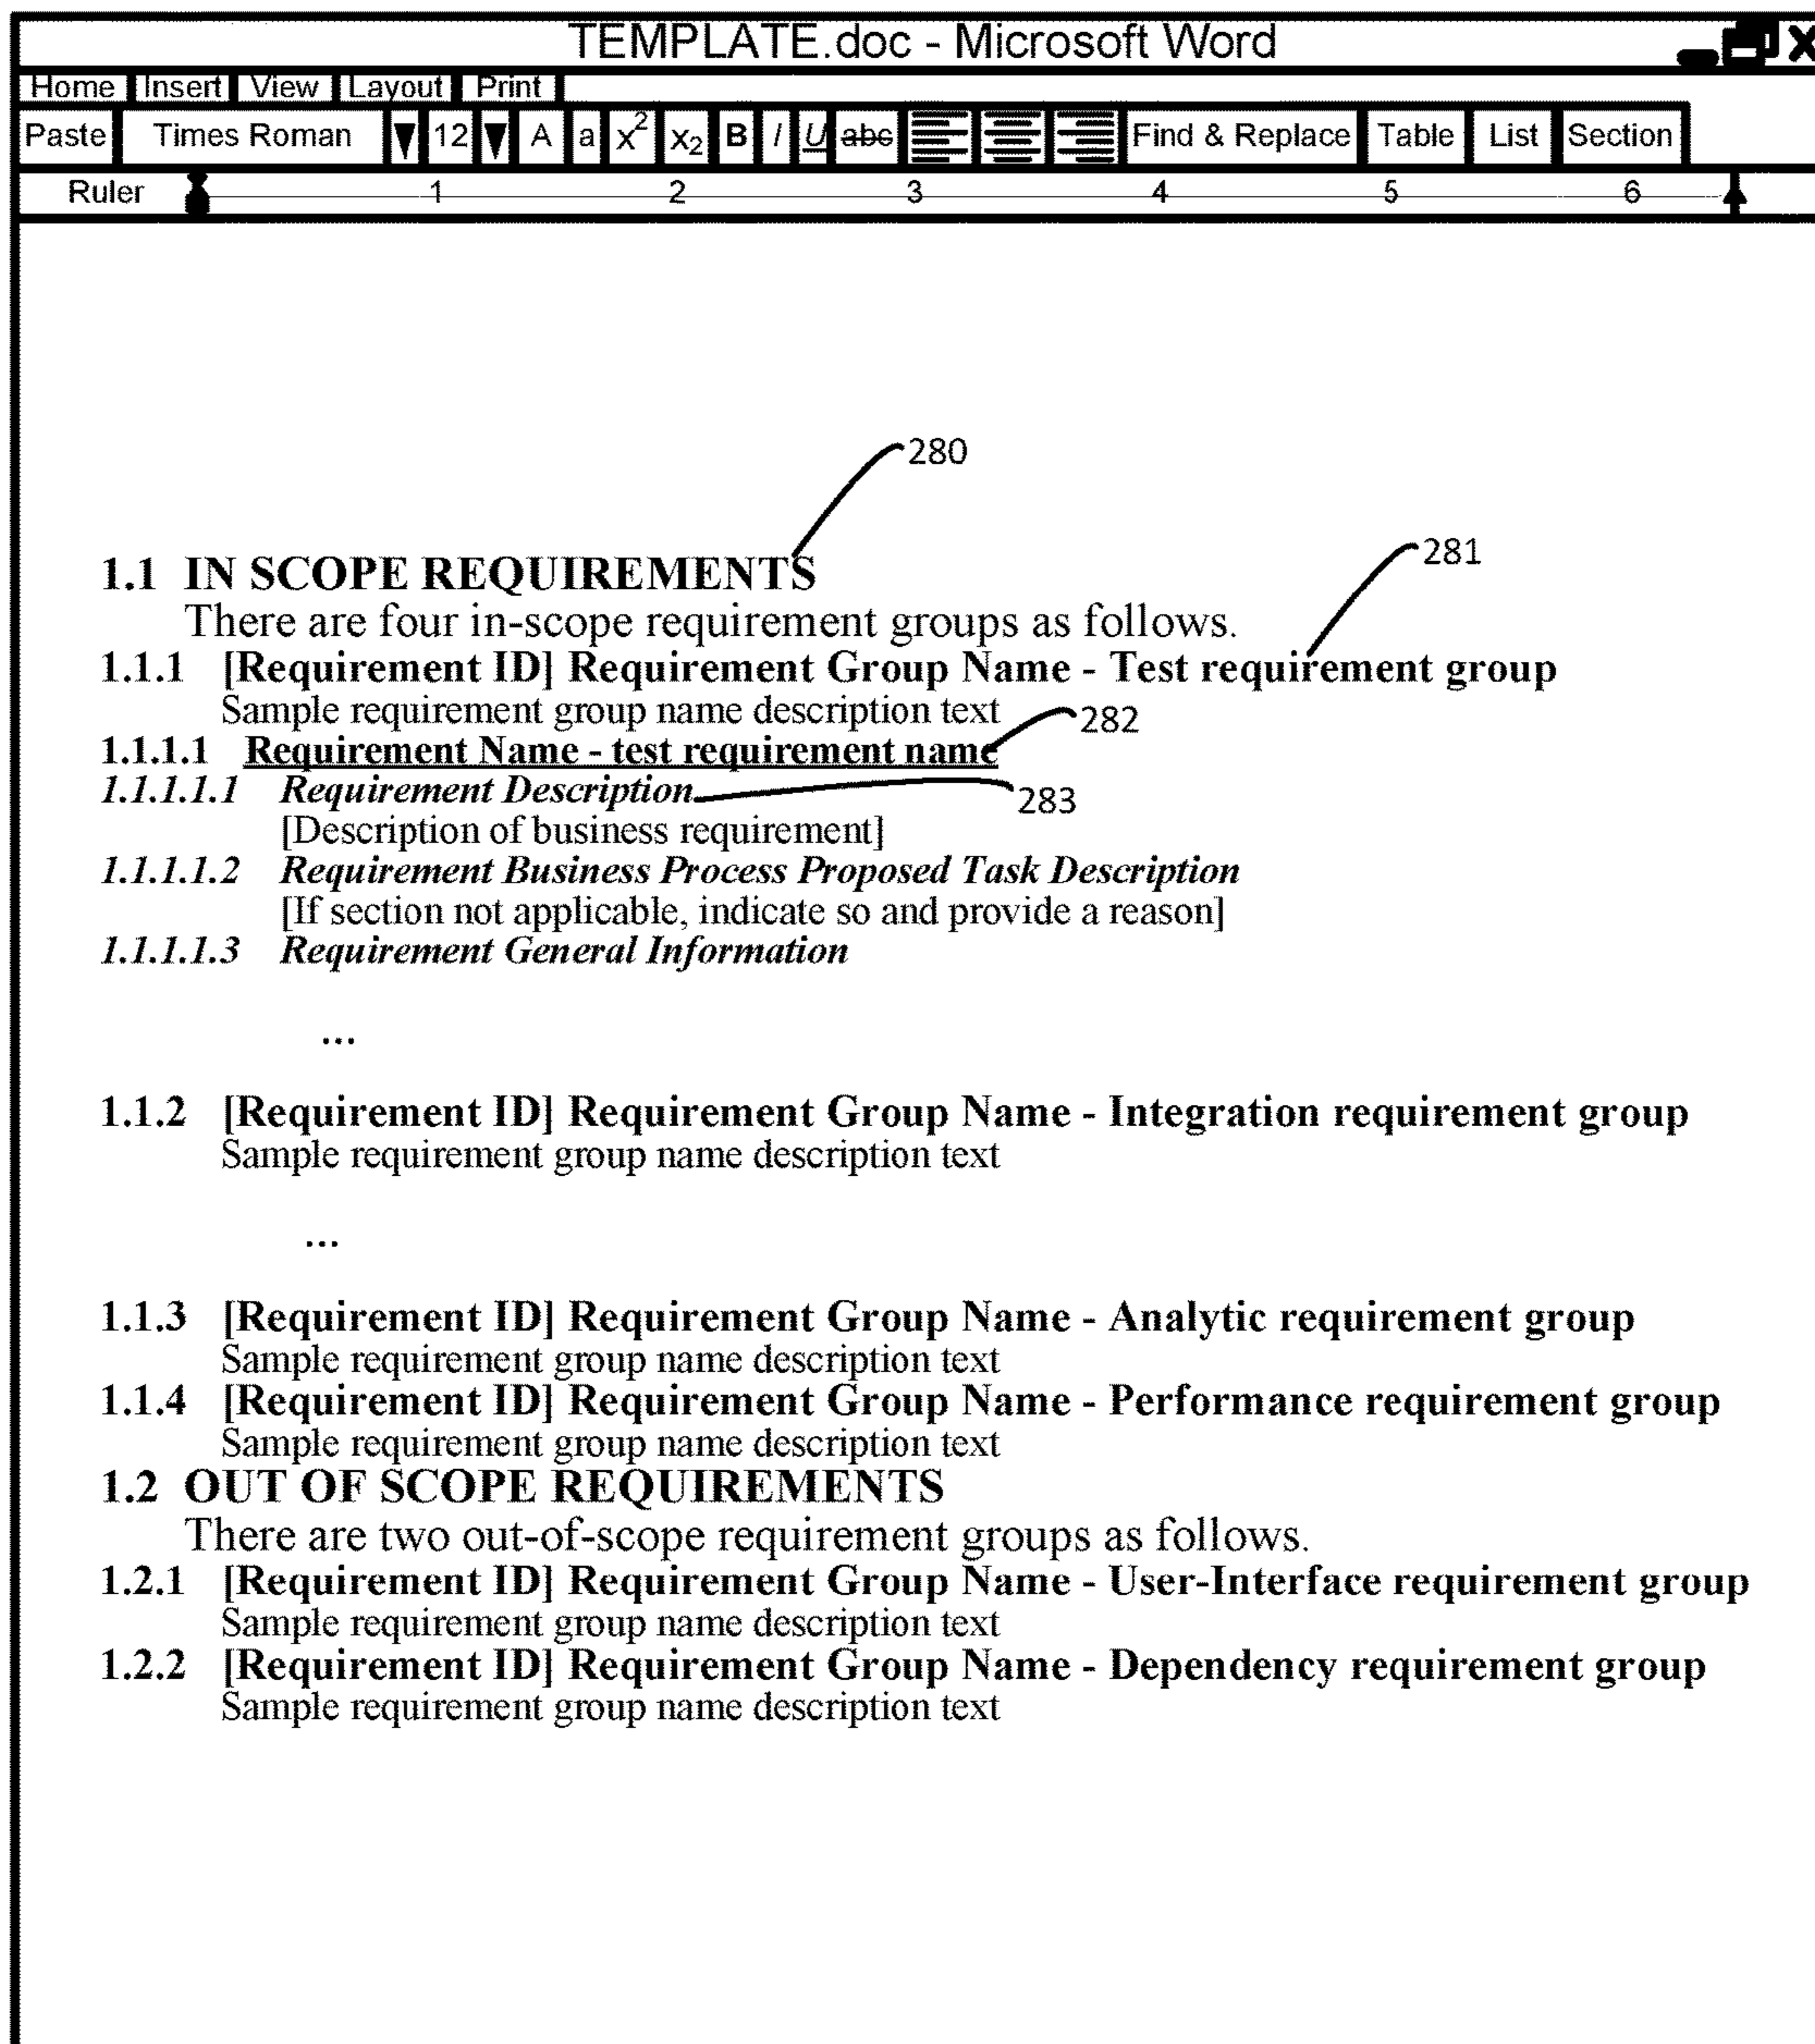 TEMPLATE.doc - Microsoft Word
Home Insert View Layout Print
Paste Times Roman 12 A a x² x₂ B I U abc Find & Replace Table List Section
Ruler 1 2 3 4 5 6
280
1.1 IN SCOPE REQUIREMENTS
281
There are four in-scope requirement groups as follows.
1.1.1 [Requirement ID] Requirement Group Name - Test requirement group
Sample requirement group name description text
282
1.1.1.1 Requirement Name - test requirement name
1.1.1.1.1 Requirement Description
283
[Description of business requirement]
1.1.1.1.2 Requirement Business Process Proposed Task Description
[If section not applicable, indicate so and provide a reason]
1.1.1.1.3 Requirement General Information
...
1.1.2 [Requirement ID] Requirement Group Name - Integration requirement group
Sample requirement group name description text
...
1.1.3 [Requirement ID] Requirement Group Name - Analytic requirement group
Sample requirement group name description text
1.1.4 [Requirement ID] Requirement Group Name - Performance requirement group
Sample requirement group name description text
1.2 OUT OF SCOPE REQUIREMENTS
There are two out-of-scope requirement groups as follows.
1.2.1 [Requirement ID] Requirement Group Name - User-Interface requirement group
Sample requirement group name description text
1.2.2 [Requirement ID] Requirement Group Name - Dependency requirement group
Sample requirement group name description text